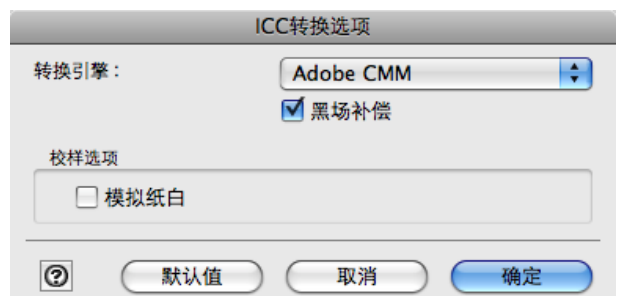 ICC转换选项
转换引擎：
Adobe CMM
黑场补偿
校样选项
模拟纸白
?
默认值
取消
确定